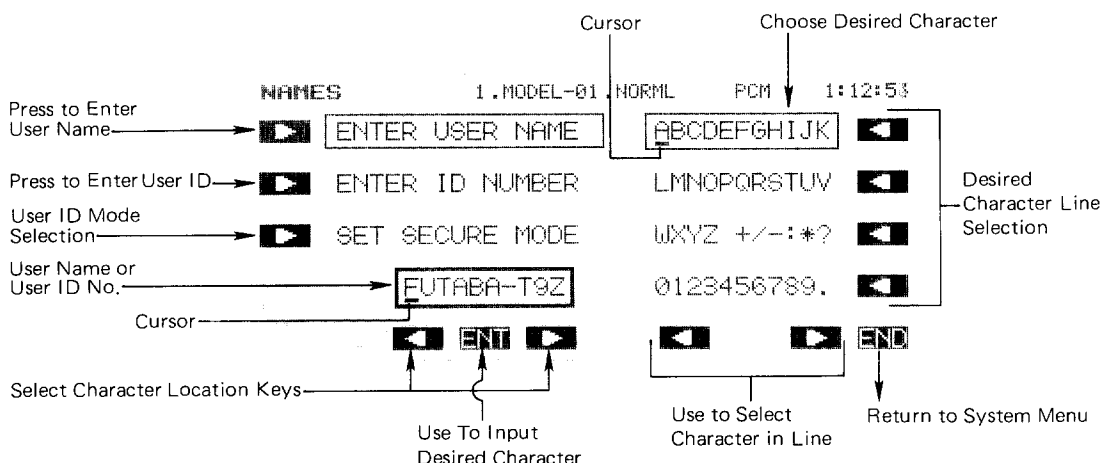 Cursor
Choose Desired Character
NAMES 1.MODEL-01.NORML PCM 1:12:53
Press to Enter
User Name
ENTER USER NAME ABCDEFGHIJK
Press to Enter User ID
ENTER ID NUMBER LMNOPQRSTUV
Desired
Character Line
Selection
User ID Mode
Selection
SET SECURE MODE WXYZ +/-:*?
User Name or
User ID No.
FUTABA-T9Z 0123456789.
Cursor
ENT END
Select Character Location Keys
Use To Input
Desired Character
Use to Select
Character in Line
Return to System Menu